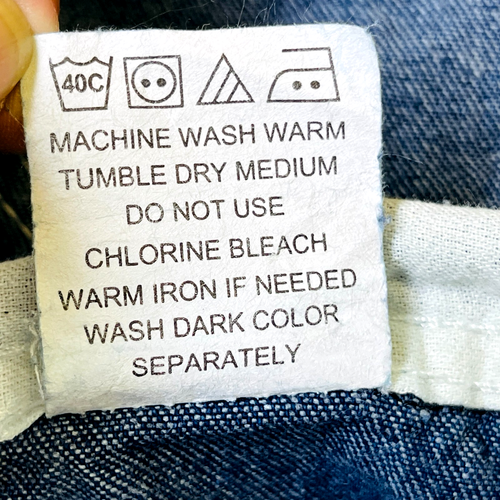 40C
MACHINE WASH WARM
TUMBLE DRY MEDIUM
DO NOT USE
CHLORINE BLEACH
WARM IRON IF NEEDED
WASH DARK COLOR
SEPARATELY